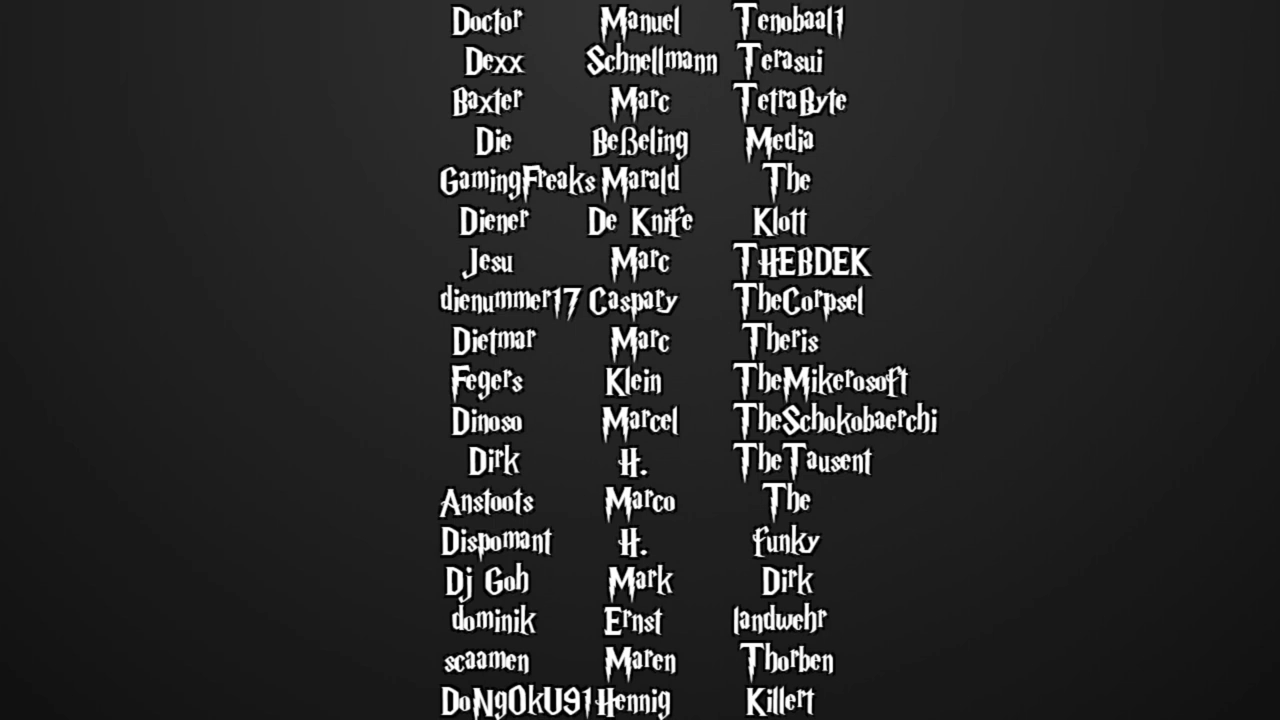 Doctor Manuel Tenobaal1
Dexx Schnellmann Terasui
Baxter Marc TetraByte
Die Beßeling Media
GamingFreaks Marald The
Diener De Knife Klott
Jesu Marc THEBDEK
dienummer17 Caspary TheCorpsel
Dietmar Marc Theris
Fegers Klein TheMikerosoft
Dinoso Marcel TheSchokobaerchi
Dirk H. TheTausent
Anstoots Marco The
Dispomant H. funky
Dj Goh Mark Dirk
dominik Ernst landwehr
scaamen Maren Thorben
DoNgOkU91 Hennig Killert